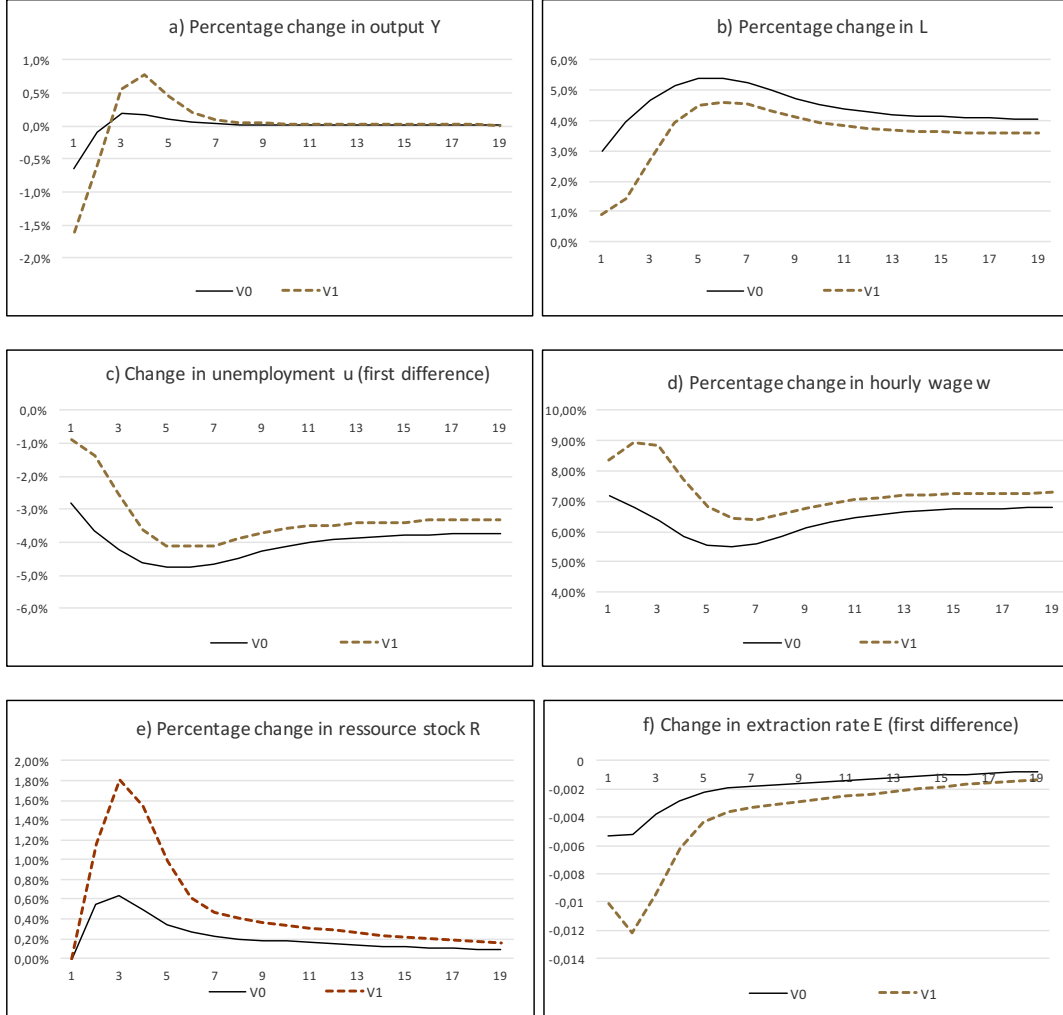 a) Percentage change in output Y
1,0%
0,5%
0,0%
-0,5%
-1,0%
-1,5%
-2,0%
1 3 5 7 9 11 13 15 17 19
V0 V1
b) Percentage change in L
6,0%
5,0%
4,0%
3,0%
2,0%
1,0%
0,0%
1 3 5 7 9 11 13 15 17 19
V0 V1
c) Change in unemployment u (first difference)
0,0%
-1,0%
-2,0%
-3,0%
-4,0%
-5,0%
-6,0%
1 3 5 7 9 11 13 15 17 19
V0 V1
d) Percentage change in hourly wage w
10,00%
9,00%
8,00%
7,00%
6,00%
5,00%
4,00%
1 3 5 7 9 11 13 15 17 19
V0 V1
e) Percentage change in ressource stock R
2,00%
1,80%
1,60%
1,40%
1,20%
1,00%
0,80%
0,60%
0,40%
0,20%
0,00%
1 3 5 7 9 11 13 15 17 19
V0 V1
f) Change in extraction rate E (first difference)
0
-0,002
-0,004
-0,006
-0,008
-0,01
-0,012
-0,014
1 3 5 7 9 11 13 15 17 19
V0 V1